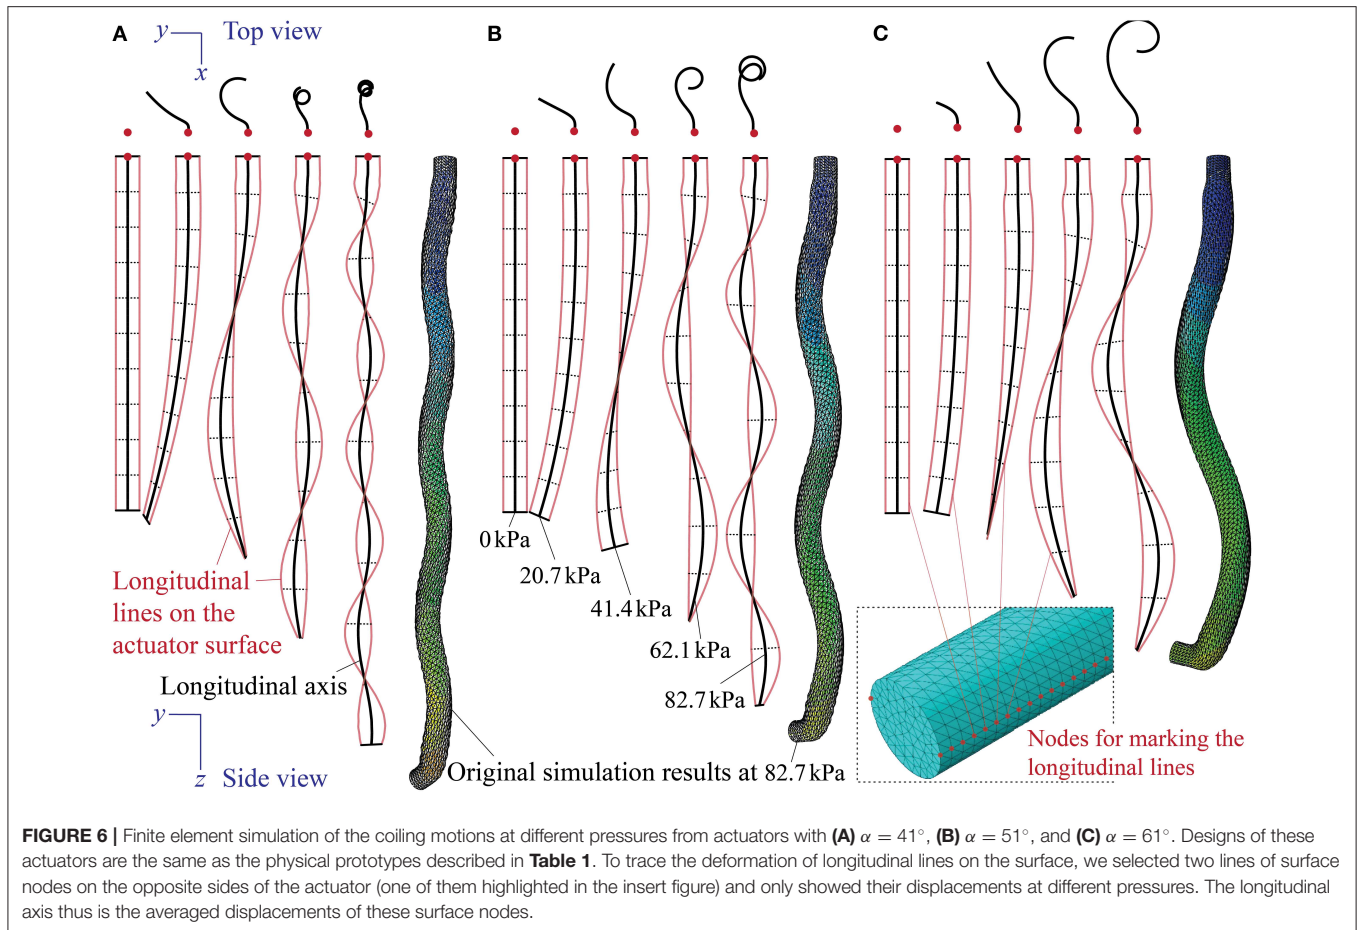 A
y
Top view
x
B
C
0 kPa
20.7 kPa
41.4 kPa
62.1 kPa
82.7 kPa
Longitudinal
lines on the
actuator surface
Longitudinal axis
y
z
Side view
Original simulation results at 82.7 kPa
Nodes for marking the
longitudinal lines
FIGURE 6 | Finite element simulation of the coiling motions at different pressures from actuators with (A) α = 41°, (B) α = 51°, and (C) α = 61°. Designs of these
actuators are the same as the physical prototypes described in Table 1. To trace the deformation of longitudinal lines on the surface, we selected two lines of surface
nodes on the opposite sides of the actuator (one of them highlighted in the insert figure) and only showed their displacements at different pressures. The longitudinal
axis thus is the averaged displacements of these surface nodes.